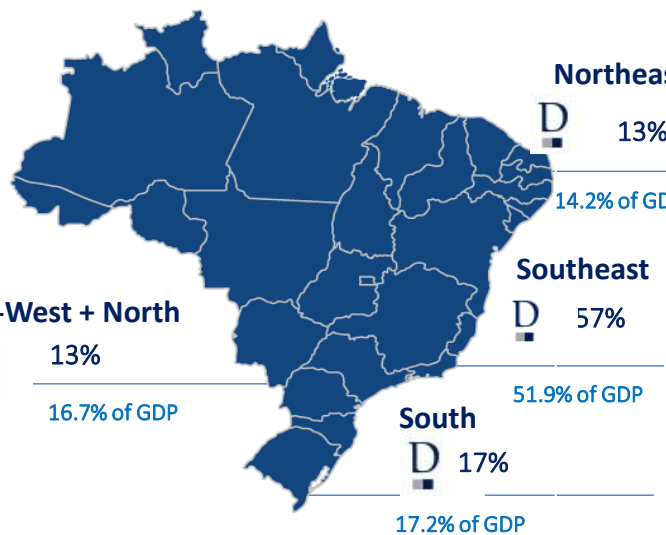 Northeas
D 13%
14.2% of GD
Southeast
D 57%
51.9% of GDP
-West + North
13%
16.7% of GDP
South
D 17%
17.2% of GDP